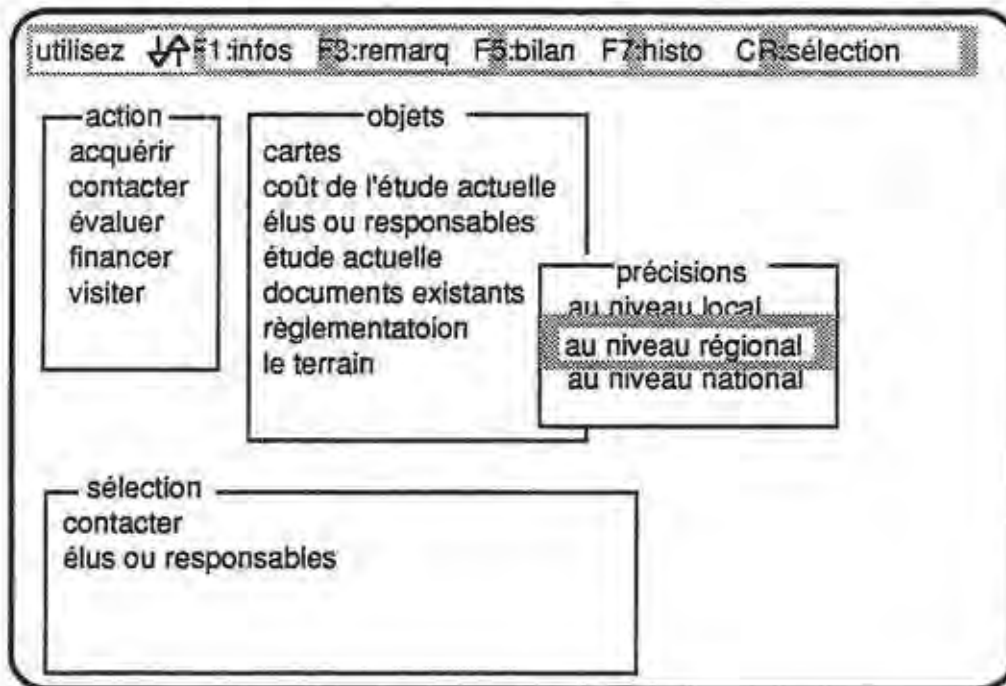 utilisez ↓↑ F1:infos F3:remarq F5:bilan F7:histo CR:sélection
action
acquérir
contacter
évaluer
financer
visiter
objets
cartes
coût de l'étude actuelle
élus ou responsables
étude actuelle
documents existants
règlementatoion
le terrain
précisions
au niveau local
au niveau régional
au niveau national
sélection
contacter
élus ou responsables